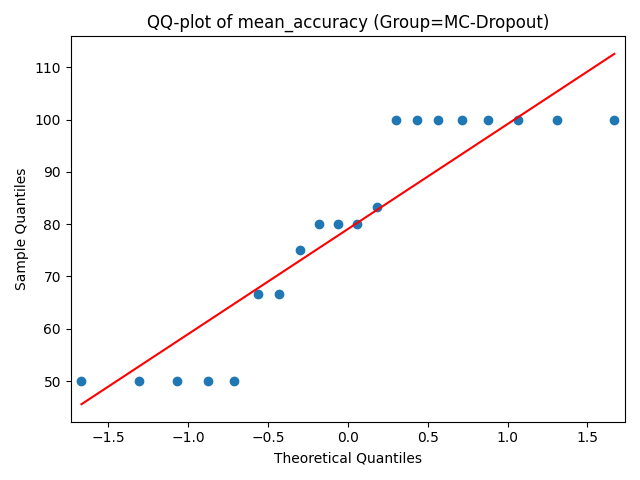 QQ-plot of mean_accuracy (Group=MC-Dropout)
Sample Quantiles
110
100
90
80
70
60
50
−1.5 −1.0 −0.5 0.0 0.5 1.0 1.5
Theoretical Quantiles